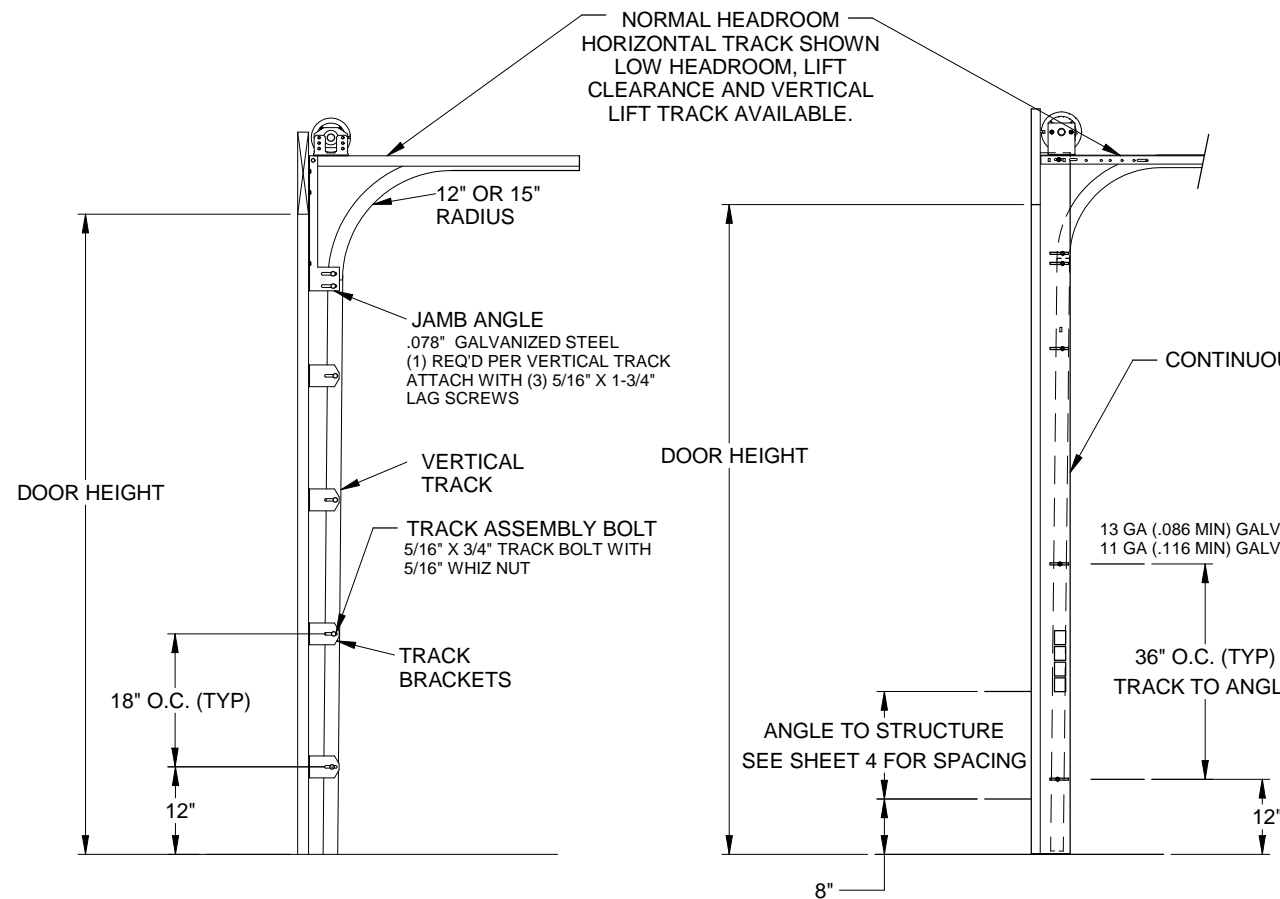 NORMAL HEADROOM
HORIZONTAL TRACK SHOWN
LOW HEADROOM, LIFT
CLEARANCE AND VERTICAL
LIFT TRACK AVAILABLE.
12" OR 15"
RADIUS
JAMB ANGLE
.078" GALVANIZED STEEL
(1) REQ'D PER VERTICAL TRACK
ATTACH WITH (3) 5/16" X 1-3/4"
LAG SCREWS
VERTICAL
TRACK
DOOR HEIGHT
TRACK ASSEMBLY BOLT
5/16" X 3/4" TRACK BOLT WITH
5/16" WHIZ NUT
TRACK
BRACKETS
18" O.C. (TYP)
12"
DOOR HEIGHT
CONTINUOU
13 GA (.086 MIN) GALV
11 GA (.116 MIN) GALV
36" O.C. (TYP)
TRACK TO ANGL
ANGLE TO STRUCTURE
SEE SHEET 4 FOR SPACING
12"
8"